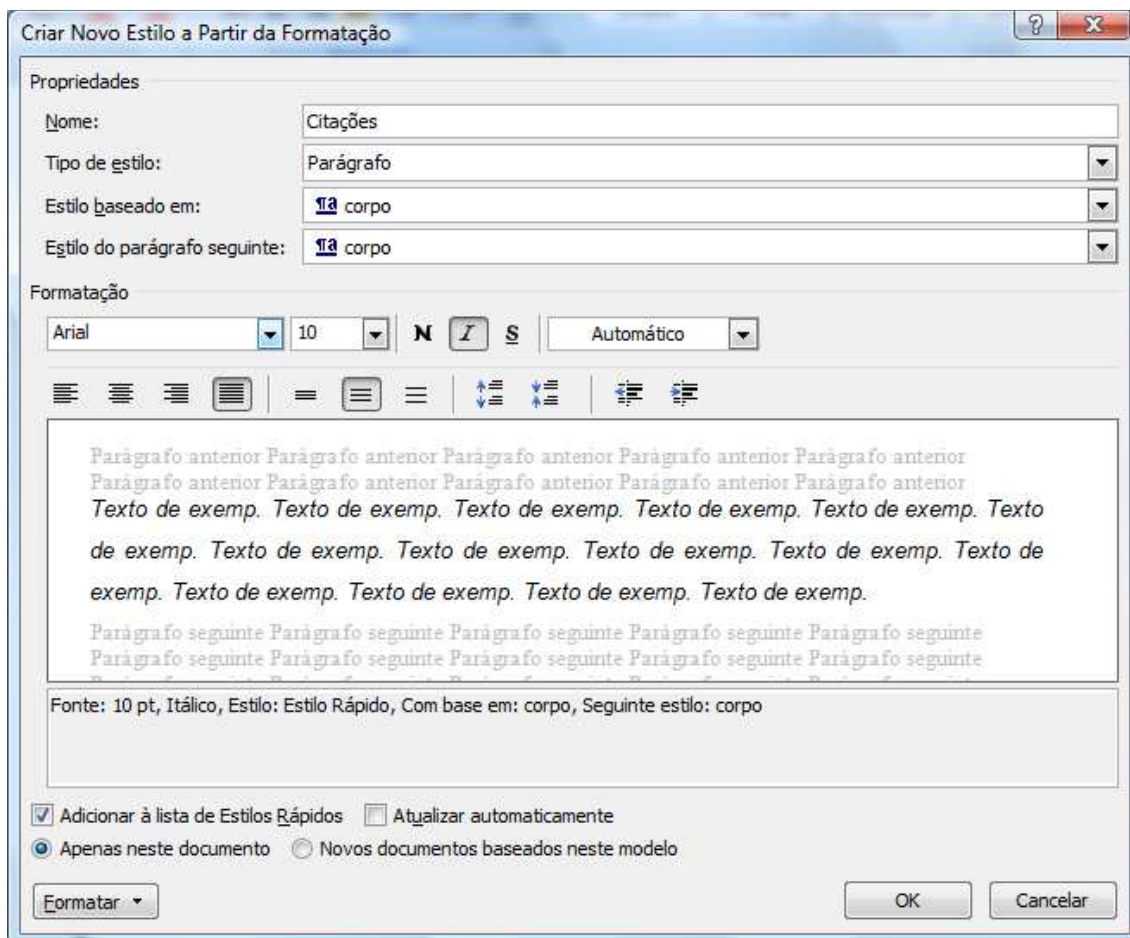 Criar Novo Estilo a Partir da Formatação
Propriedades
Nome: Citações
Tipo de estilo: Parágrafo
Estilo baseado em: ¶a corpo
Estilo do parágrafo seguinte: ¶a corpo
Formatação
Arial 10 N I S Automático
Parágrafo anterior Parágrafo anterior Parágrafo anterior Parágrafo anterior Parágrafo anterior
Parágrafo anterior Parágrafo anterior Parágrafo anterior Parágrafo anterior Parágrafo anterior
Texto de exemp. Texto de exemp. Texto de exemp. Texto de exemp. Texto de exemp. Texto
de exemp. Texto de exemp. Texto de exemp. Texto de exemp. Texto de exemp. Texto de
exemp. Texto de exemp. Texto de exemp. Texto de exemp. Texto de exemp.
Parágrafo seguinte Parágrafo seguinte Parágrafo seguinte Parágrafo seguinte Parágrafo seguinte
Parágrafo seguinte Parágrafo seguinte Parágrafo seguinte Parágrafo seguinte Parágrafo seguinte
Fonte: 10 pt, Itálico, Estilo: Estilo Rápido, Com base em: corpo, Seguinte estilo: corpo
Adicionar à lista de Estilos Rápidos Atualizar automaticamente
Apenas neste documento Novos documentos baseados neste modelo
Formatar OK Cancelar